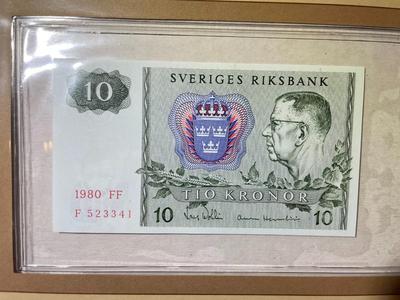 10
SVERIGES RIKSBANK
1980 FF
F 523341
TIO KRONOR
10
10